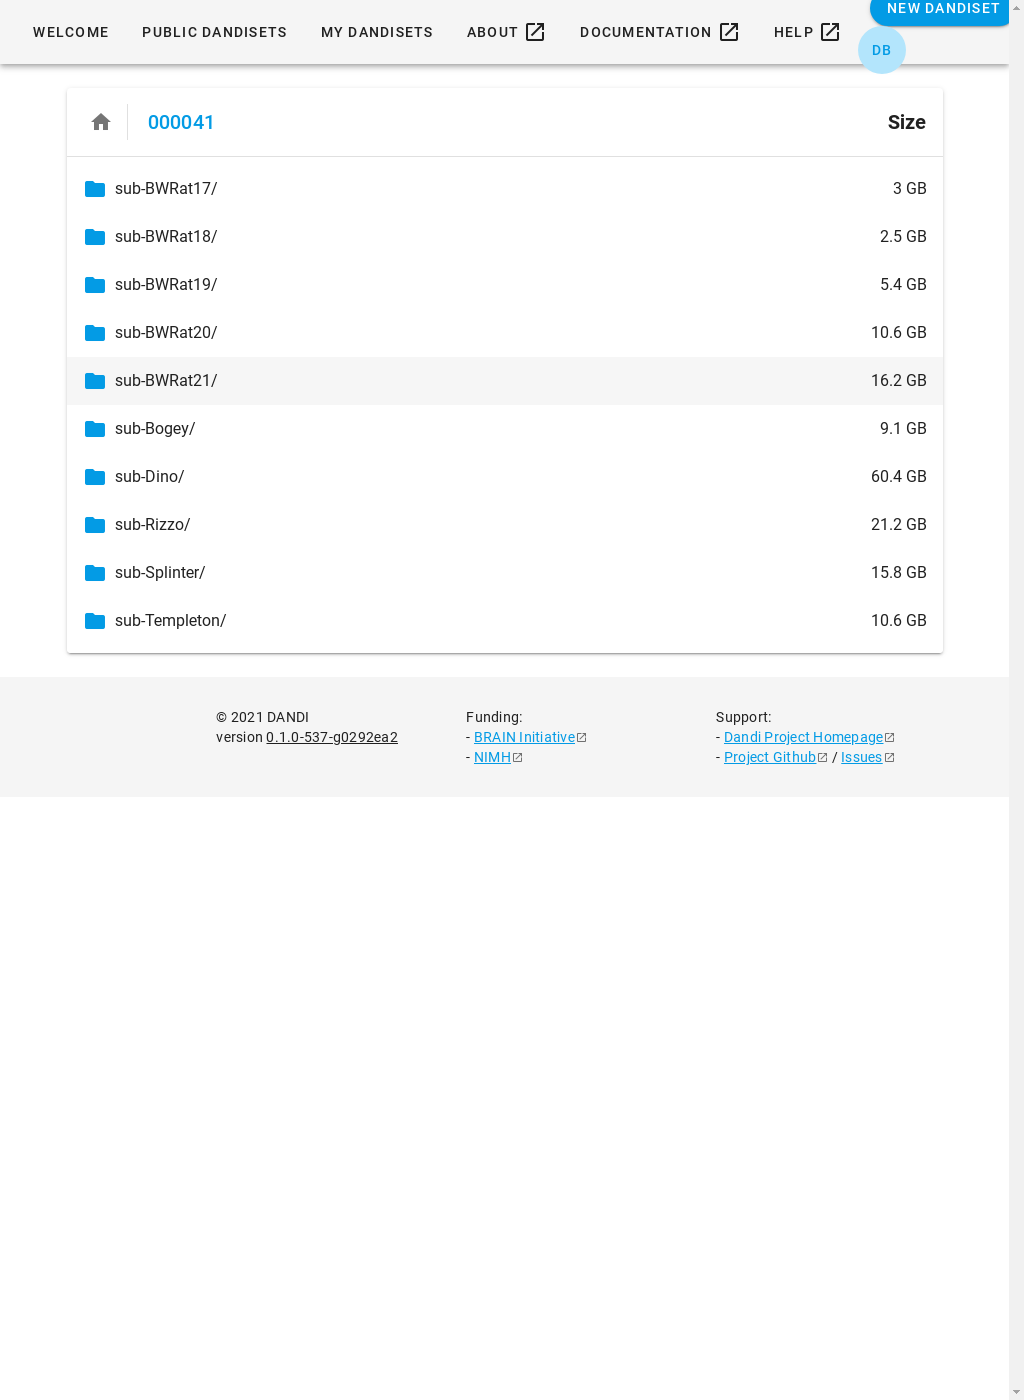 NEW DANDISET
WELCOME PUBLIC DANDISETS MY DANDISETS ABOUT DOCUMENTATION HELP
DB
000041 Size
sub-BWRat17/ 3 GB
sub-BWRat18/ 2.5 GB
sub-BWRat19/ 5.4 GB
sub-BWRat20/ 10.6 GB
sub-BWRat21/ 16.2 GB
sub-Bogey/ 9.1 GB
sub-Dino/ 60.4 GB
sub-Rizzo/ 21.2 GB
sub-Splinter/ 15.8 GB
sub-Templeton/ 10.6 GB
© 2021 DANDI
version 0.1.0-537-g0292ea2
Funding:
- BRAIN Initiative
- NIMH
Support:
- Dandi Project Homepage
- Project Github / Issues